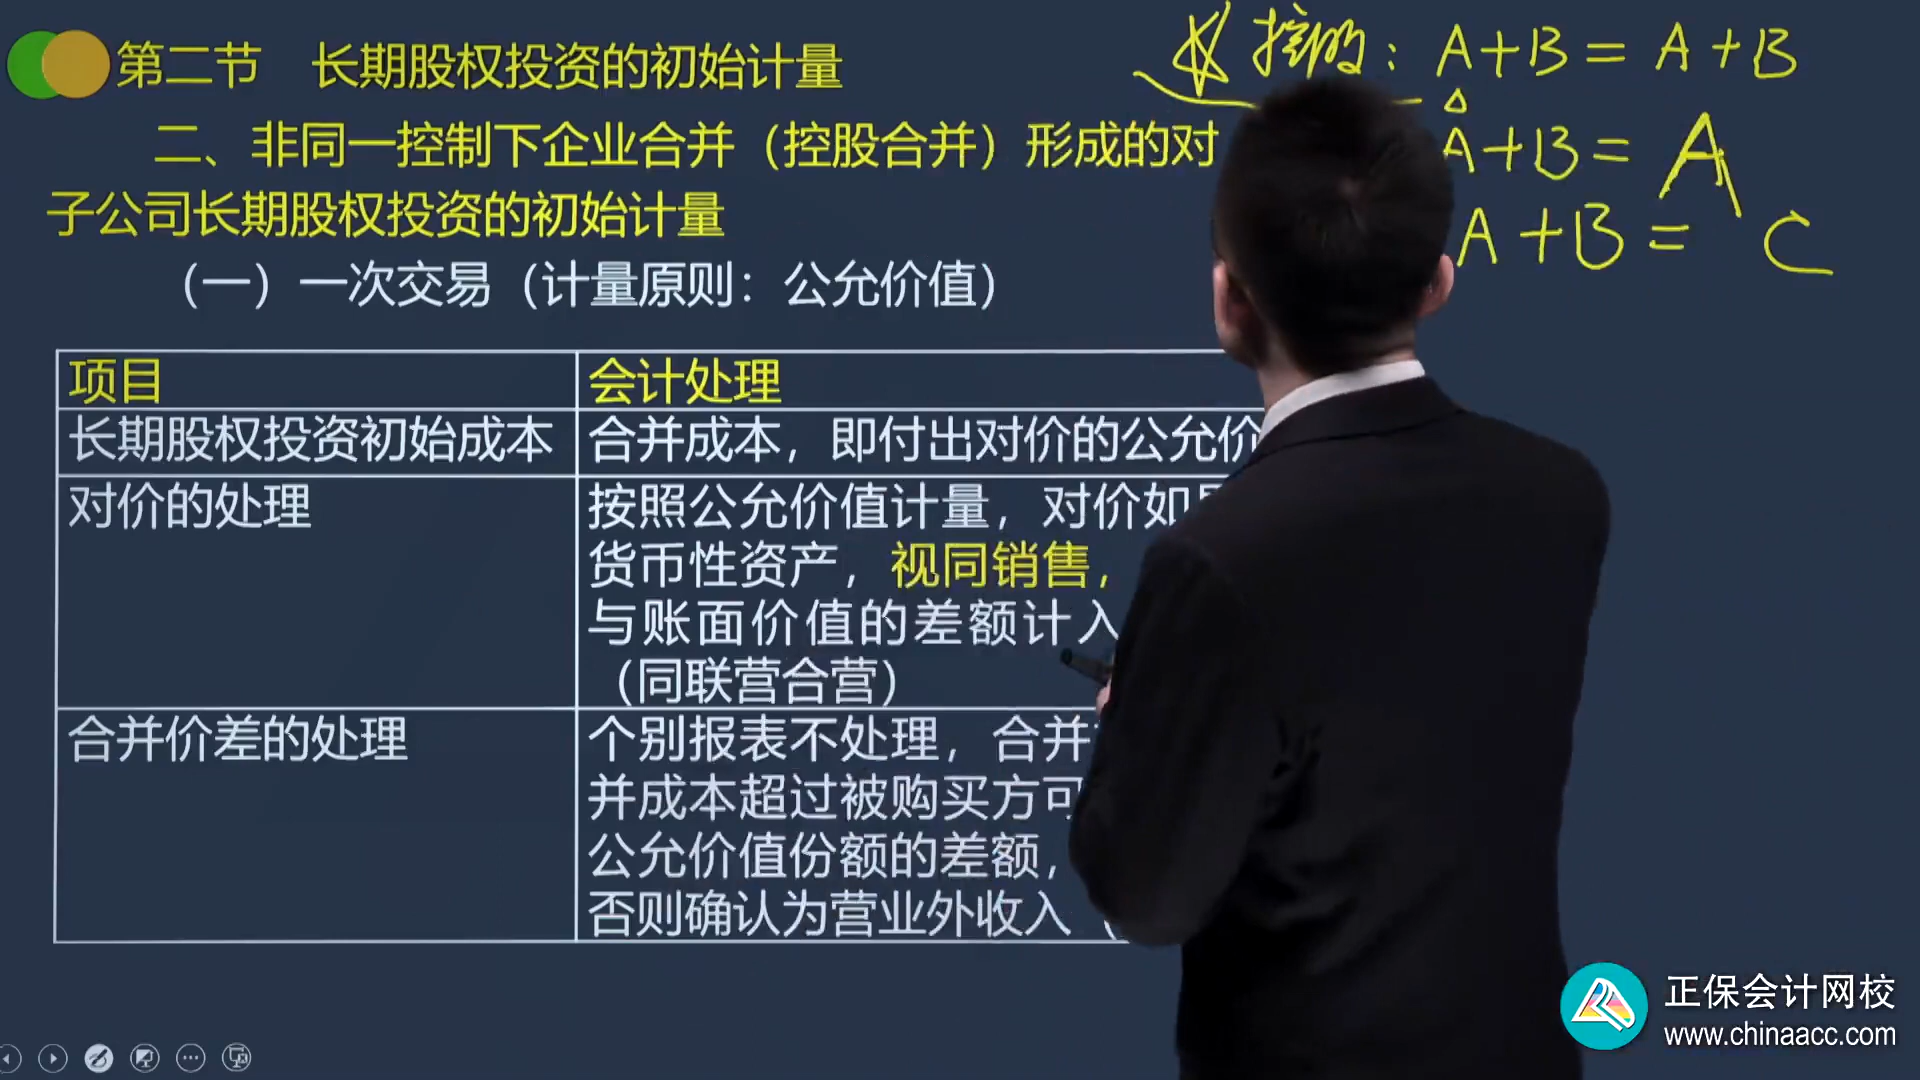 第二节 长期股权投资的初始计量
控股: A+B = A+B
二、非同一控制下企业合并（控股合并）形成的对
A+B = A
子公司长期股权投资的初始计量
A+B = C
（一）一次交易（计量原则：公允价值）
项目 会计处理
长期股权投资初始成本 合并成本，即付出对价的公允价
对价的处理 按照公允价值计量，对价如
货币性资产，视同销售，
与账面价值的差额计入
（同联营合营）
合并价差的处理 个别报表不处理，合并
并成本超过被购买方可
公允价值份额的差额，
否则确认为营业外收入（
正保会计网校
www.chinaacc.com